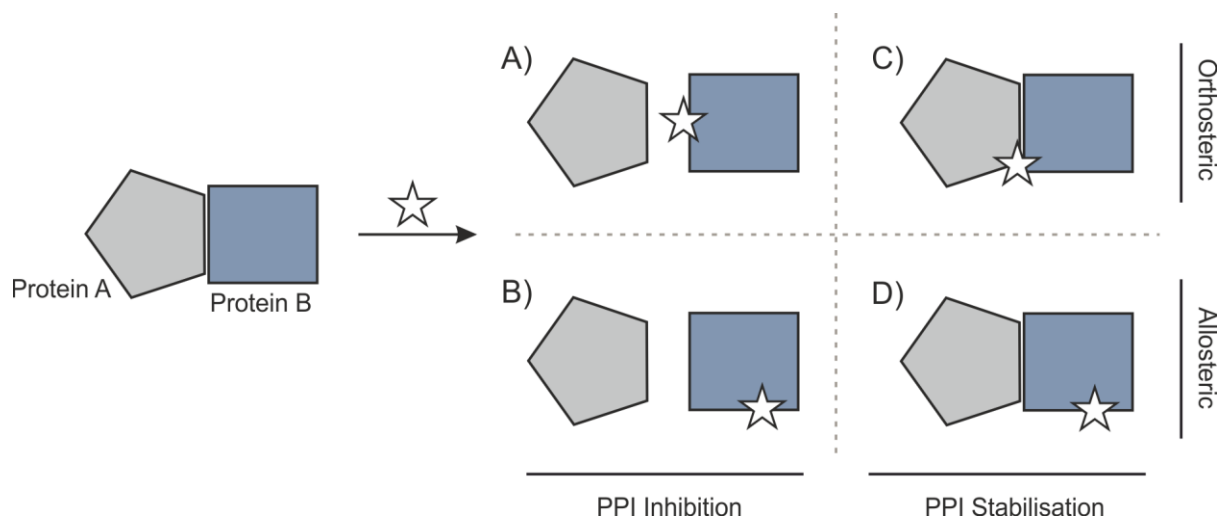 A)
C)
Orthosteric
Protein A
Protein B
B)
D)
Allosteric
PPI Inhibition
PPI Stabilisation